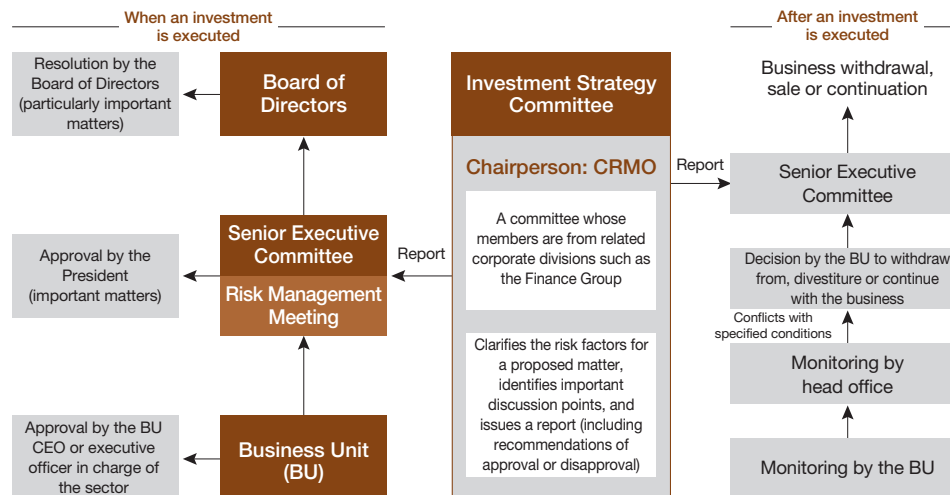 When an investment
is executed
Resolution by the
Board of Directors
(particularly important
matters)
Board of
Directors
Approval by the
President
(important matters)
Senior Executive
Committee
Risk Management
Meeting
Approval by the BU
CEO or executive
officer in charge of
the sector
Business Unit
(BU)
Report
Investment Strategy
Committee
Chairperson: CRMO
A committee whose
members are from related
corporate divisions such as
the Finance Group
Clarifies the risk factors for
a proposed matter,
identifies important
discussion points, and
issues a report (including
recommendations of
approval or disapproval)
Report
After an investment
is executed
Business withdrawal,
sale or continuation
Senior Executive
Committee
Decision by the BU to withdraw
from, divestiture or continue
with the business
Conflicts with
specified conditions
Monitoring by
head office
Monitoring by the BU